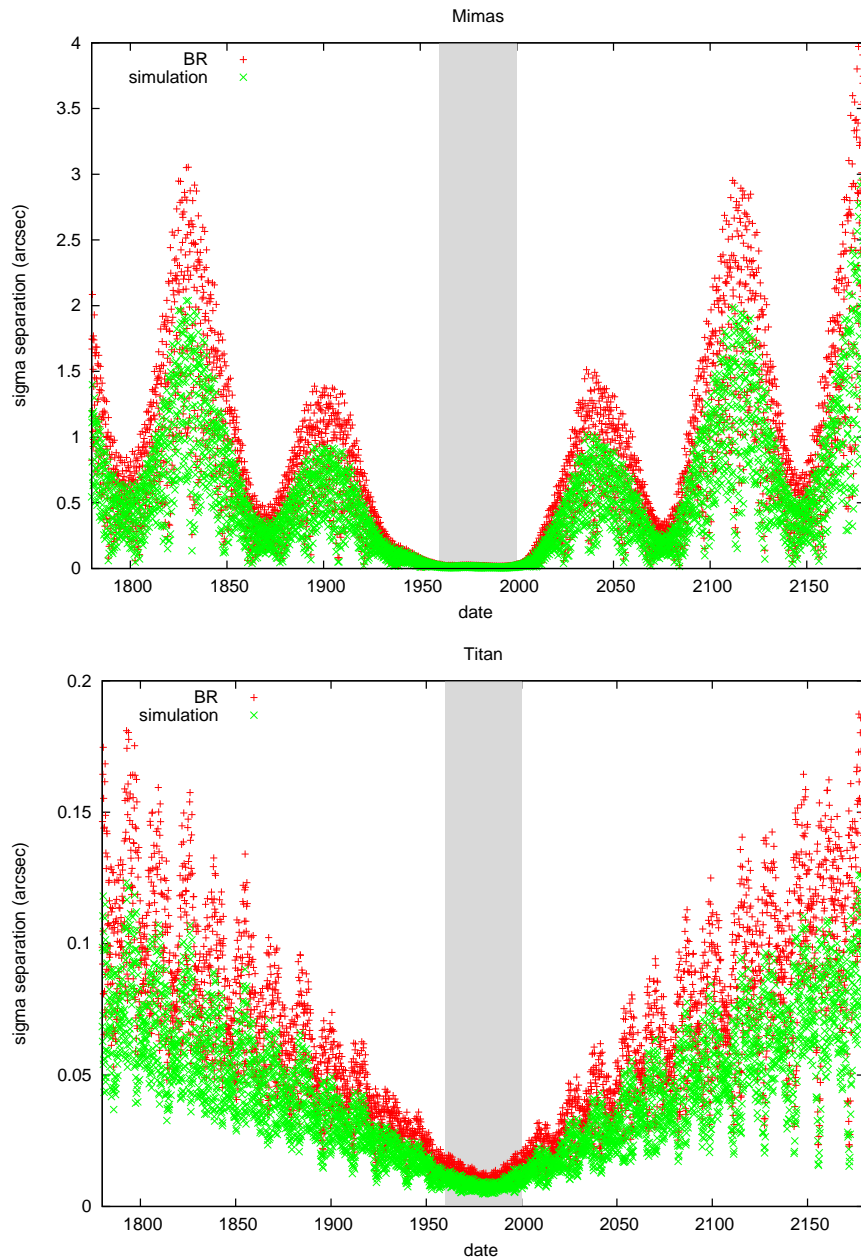 Mimas
4
3.5
3
2.5
2
1.5
1
0.5
0
sigma separation (arcsec)
BR
simulation
1800 1850 1900 1950 2000 2050 2100 2150
date
Titan
0.2
0.15
0.1
0.05
0
sigma separation (arcsec)
BR
simulation
1800 1850 1900 1950 2000 2050 2100 2150
date